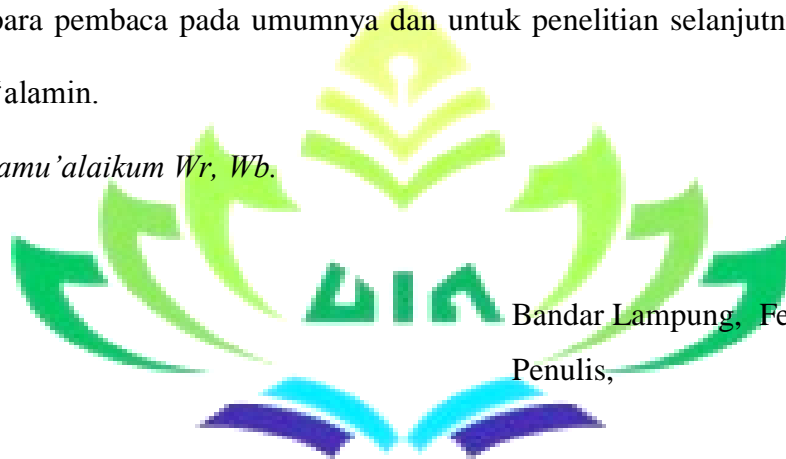 para pembaca pada umumnya dan untuk penelitian selanjutn
‘alamin.
amu’alaikum Wr, Wb.
UIN
Bandar Lampung, Fe
Penulis,